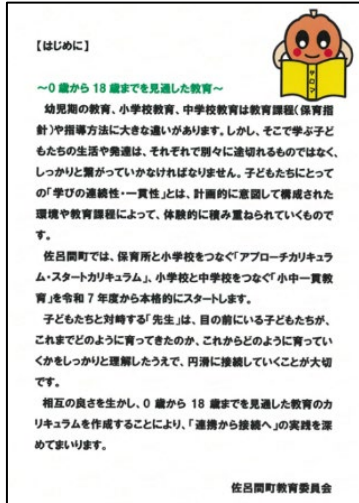 【はじめに】
～0歳から18歳までを見通した教育～
幼児期の教育、小学校教育、中学校教育は教育課程(保育指
針)や指導方法に大きな違いがあります。しかし、そこで学ぶ子ど
もたちの生活や発達は、それぞれで別々に途切れるものではなく、
しっかりと繋がっていかなければなりません。子どもたちにとって
の「学びの連続性・一貫性」とは、計画的に意図して構成された
環境や教育課程によって、体験的に積み重ねられていくもので
す。
佐呂間町では、保育所と小学校をつなぐ「アプローチカリキュラ
ム・スタートカリキュラム」、小学校と中学校をつなぐ「小中一貫教
育」を令和7年度から本格的にスタートします。
子どもたちと対峙する「先生」は、目の前にいる子どもたちが、
これまでどのように育ってきたのか、これからどのように育ってい
くかをしっかりと理解したうえで、円滑に接続していくことが大切
です。
相互の良さを生かし、0歳から18歳までを見通した教育のカ
リキュラムを作成することにより、「連携から接続へ」の実践を深
めてまいります。
佐呂間町教育委員会